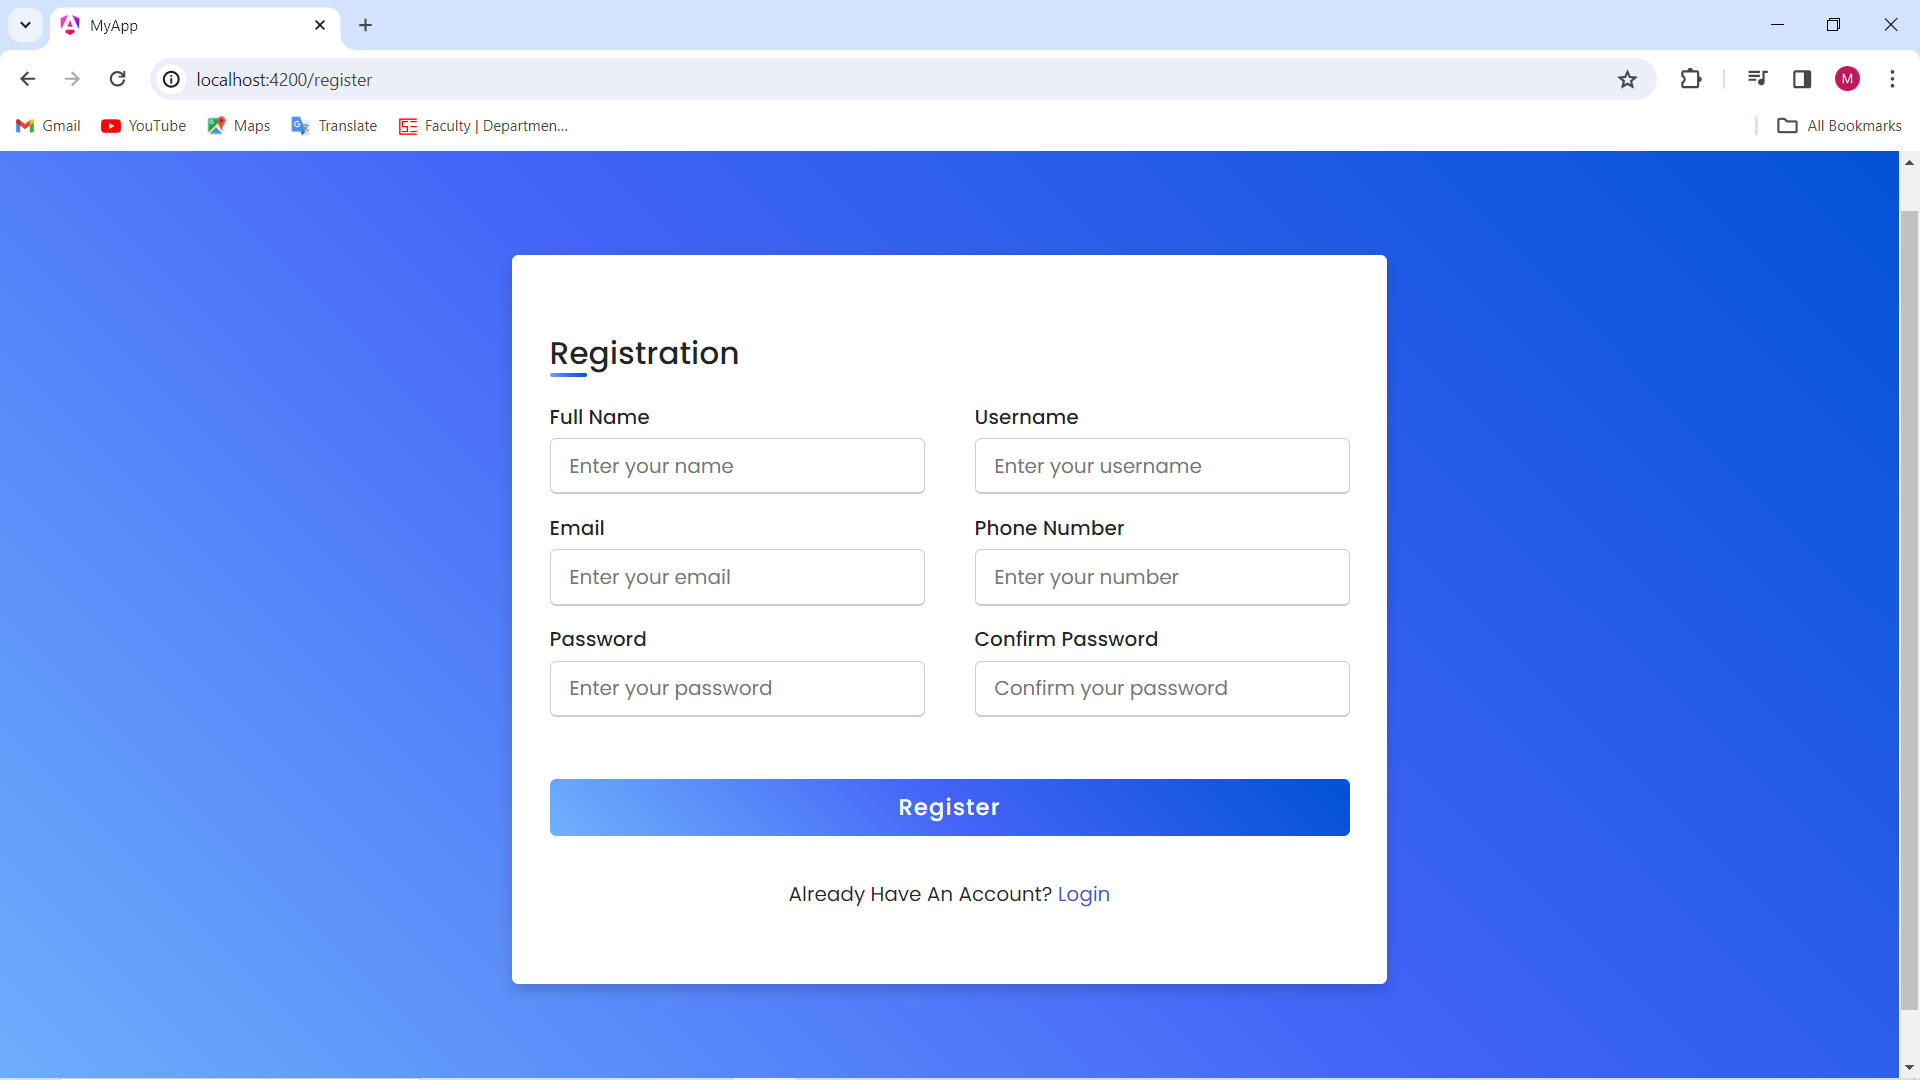 MyApp
localhost:4200/register
M
Gmail YouTube Maps Translate Faculty | Departmen... All Bookmarks
Registration
Full Name Username
Enter your name Enter your username
Email Phone Number
Enter your email Enter your number
Password Confirm Password
Enter your password Confirm your password
Register
Already Have An Account? Login